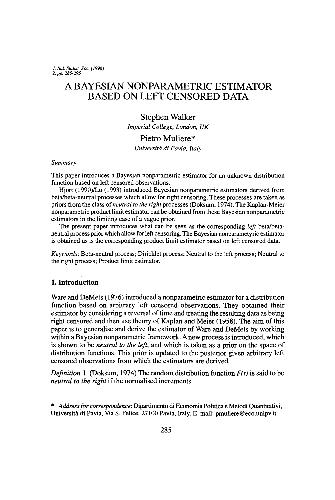 J. Ital. Statist. Soc. (1998)
A BAYESIAN NONPARAMETRIC ESTIMATOR
BASED ON LEFT CENSORED DATA
Stephen Walker
Imperial College, London, UK
Pietro Muliere*
Università di Pavia, Italy
Summary
This paper introduces a Bayesian nonparametric estimator for an unknown distribution
function based on left censored observations.
Hjort (1990)/Lo (1993) introduced Bayesian nonparametric estimators derived from
beta/beta-neutral processes which allow for right censoring. These processes are taken as
priors from the class of neutral to the right processes (Doksum, 1974). The Kaplan-Meier
nonparametric product limit estimator can be obtained from these Bayesian nonparametric
estimators in the limiting case of a vague prior.
The present paper introduces what can be seen as the corresponding left beta/beta-
neutral process prior which allow for left censoring. The Bayesian nonparametric estimator
is obtained as is the corresponding product limit estimator based on left censored data.
Keywords: Beta-neutral process; Dirichlet process; Neutral to the left process; Neutral to
the right process; Product limit estimator.
1. Introduction
Ware and DeMets (1976) introduced a nonparametric estimator for a distribution
function based on arbitrary left censored observations. They obtained their
estimator by considering a reversal of time and treating the resulting data as being
right censored and then use theory of Kaplan and Meier (1958). The aim of this
paper is to generalise and derive the estimator of Ware and DeMets by working
within a Bayesian nonparametric framework. A new process is introduced, which
is shown to be neutral to the left, and which is taken as a prior on the space of
distribution functions. This prior is updated to the posterior given arbitrary left
censored observations from which the estimators are derived.
Definition 1 (Doksum, 1974) The random distribution function F(t) is said to be
neutral to the right if the normalised increments
* Address for correspondence: Dipartimento di Economia Politica e Metodi Quantitativi,
Università di Pavia, Via S. Felice, 27100 Pavia, Italy. E-mail: pmuliere@eco.unipv.it
285